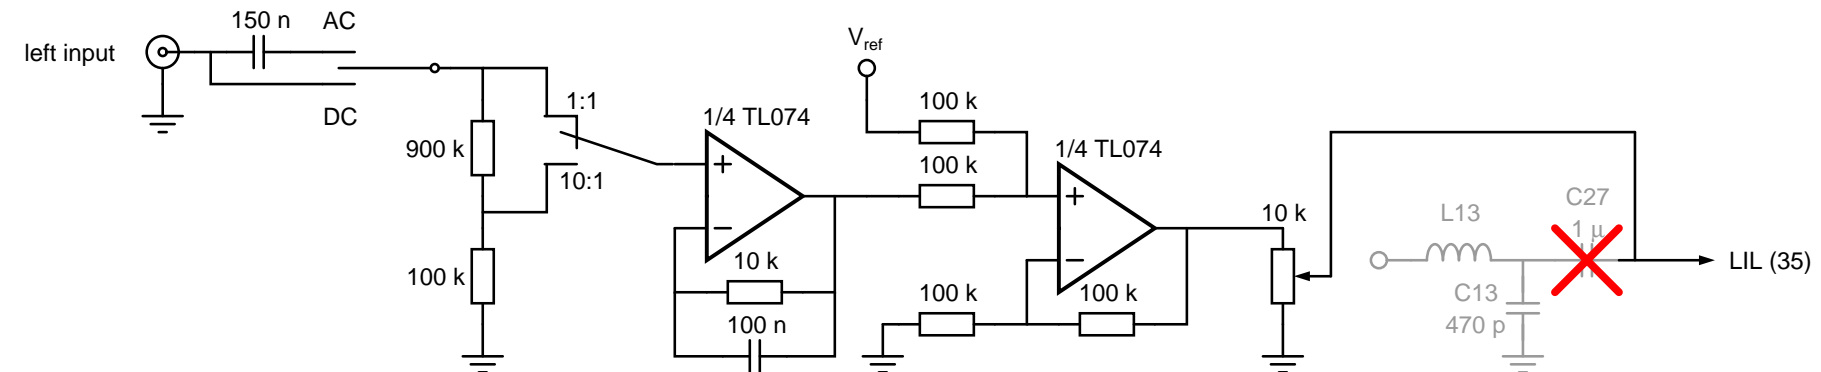 150 n
AC
left input
DC
900 k
100 k
1:1
10:1
1/4 TL074
+
−
10 k
100 n
Vref
100 k
100 k
1/4 TL074
+
−
100 k
100 k
10 k
L13
C27
1 μ
C13
470 p
LIL (35)